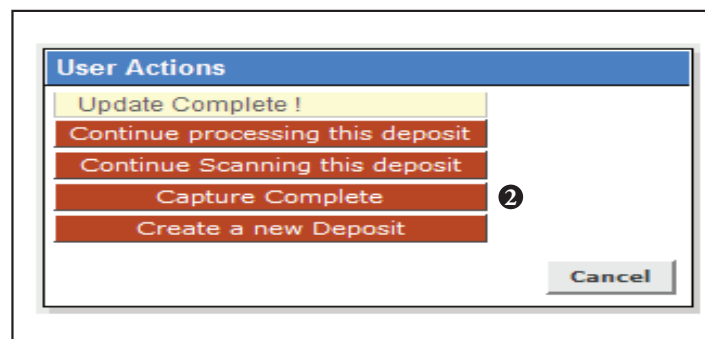 User Actions
Update Complete !
Continue processing this deposit
Continue Scanning this deposit
Capture Complete ❷
Create a new Deposit
Cancel